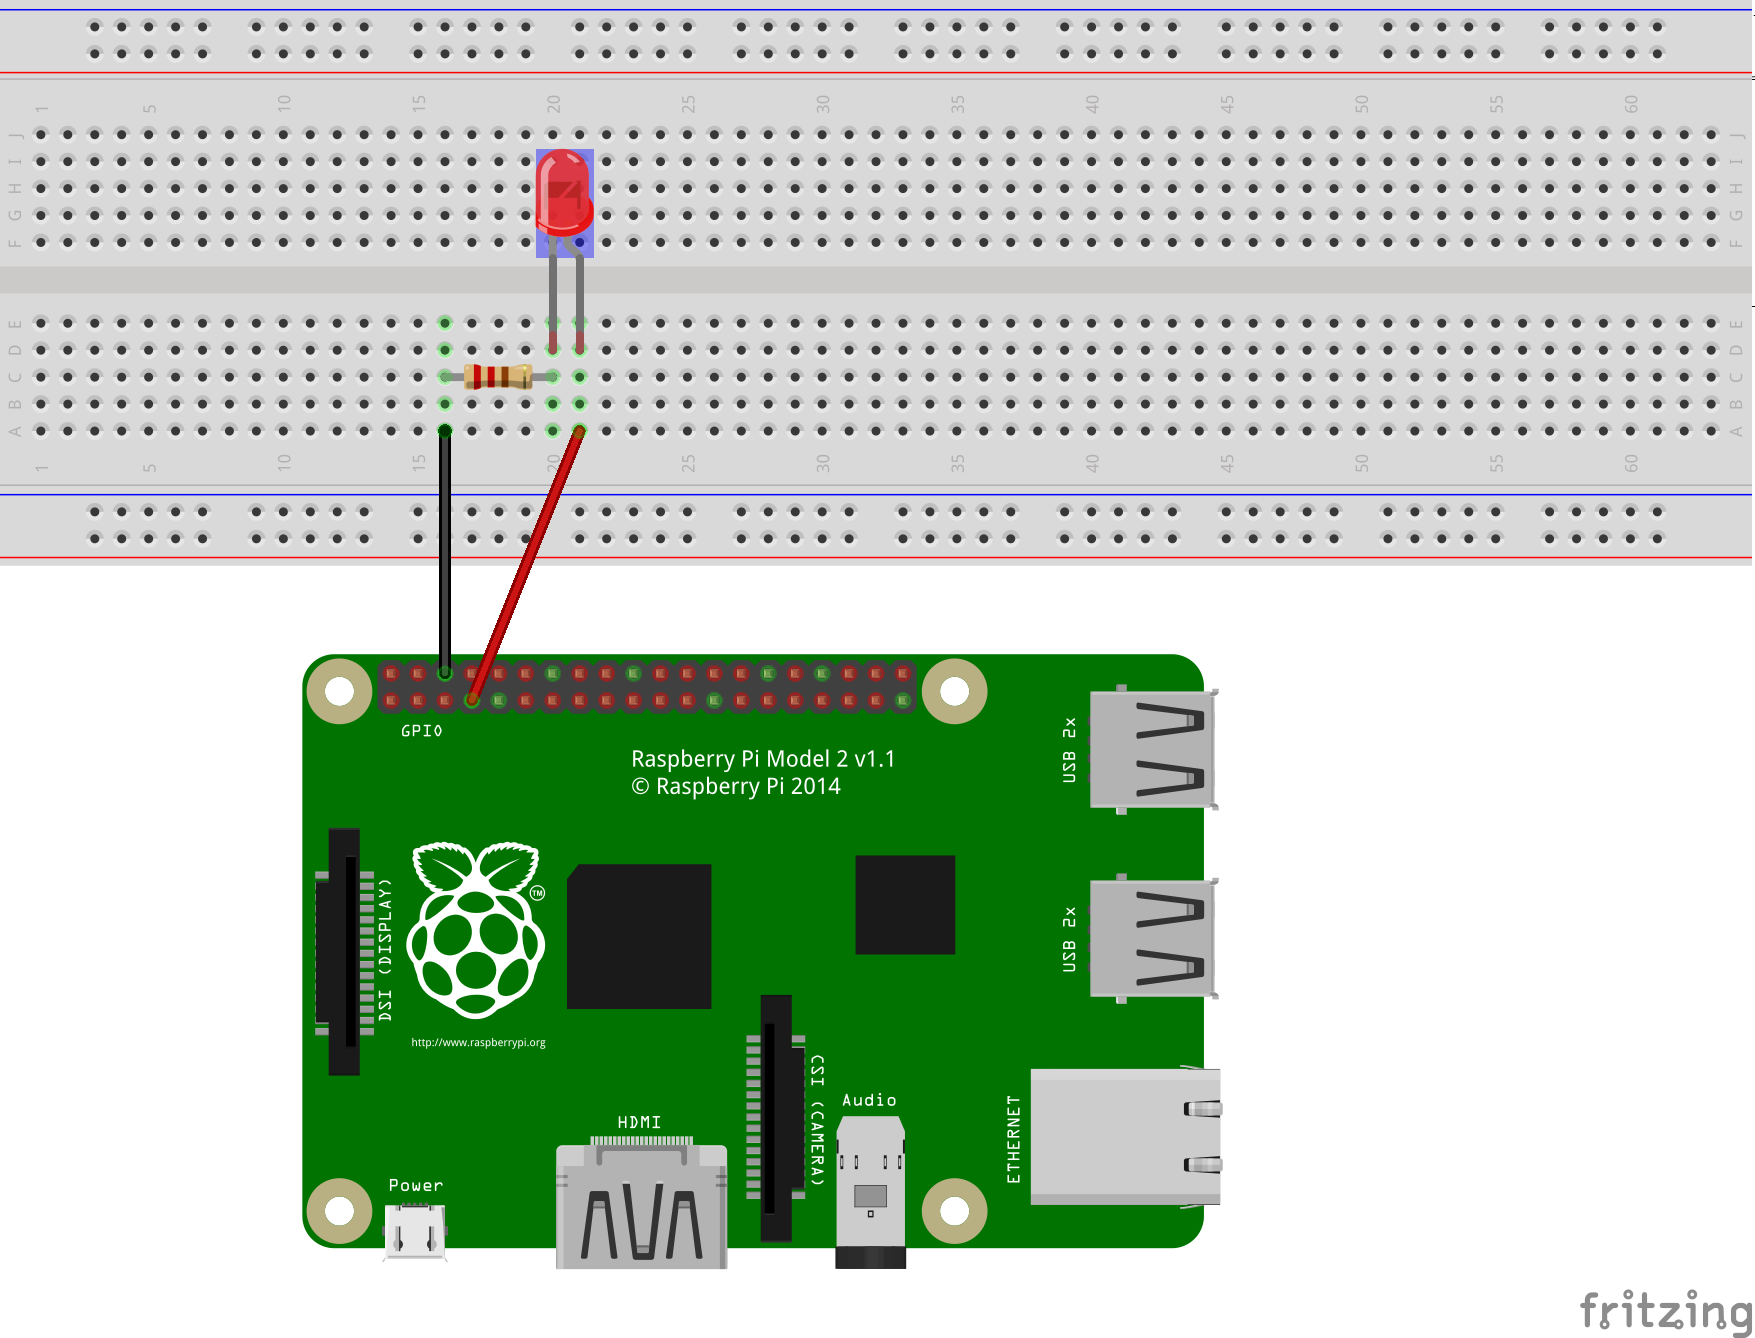 1 5 10 15 20 25 30 35 40 45 50 55 60
J J
I I
H H
G G
F F
E E
D D
C C
B B
A A
1 5 10 15 20 25 30 35 40 45 50 55 60
GPIO
Raspberry Pi Model 2 v1.1
© Raspberry Pi 2014
USB 2x
USB 2x
DSI (DISPLAY)
TM
http://www.raspberrypi.org
CSI (CAMERA)
Audio
ETHERNET
HDMI
Power
fritzing